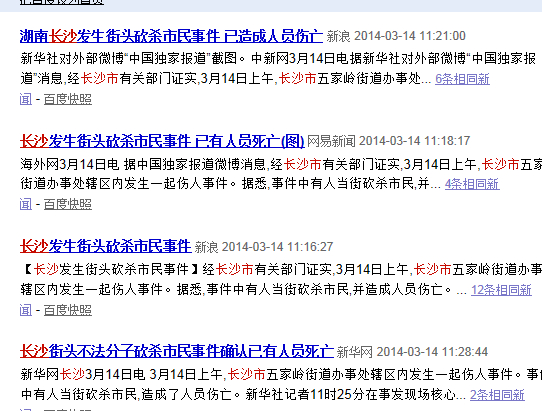 湖南长沙发生街头砍杀市民事件 已造成人员伤亡 新浪 2014-03-14 11:21:00
新华社对外部微博“中国独家报道”截图。中新网3月14日电据新华社对外部微博“中国独家报
道”消息,经长沙市有关部门证实,3月14日上午,长沙市五家岭街道办事处... 6条相同新
闻 - 百度快照
长沙发生街头砍杀市民事件 已有人员死亡(图) 网易新闻 2014-03-14 11:18:17
海外网3月14日电 据中国独家报道微博消息,经长沙市有关部门证实,3月14日上午,长沙市五家
街道办事处辖区内发生一起伤人事件。据悉,事件中有人当街砍杀市民,并... 4条相同新
闻 - 百度快照
长沙发生街头砍杀市民事件 新浪 2014-03-14 11:16:27
【长沙发生街头砍杀市民事件】经长沙市有关部门证实,3月14日上午,长沙市五家岭街道办事
辖区内发生一起伤人事件。据悉,事件中有人当街砍杀市民,并造成人员伤亡。... 12条相同新
闻 - 百度快照
长沙街头不法分子砍杀市民事件确认已有人员死亡 新华网 2014-03-14 11:28:44
新华网长沙3月14日电 3月14日上午,长沙市五家岭街道办事处辖区内发生一起伤人事件。事
中有人当街砍杀市民,造成了人员伤亡。新华社记者11时25分在事发现场核心... 2条相同新